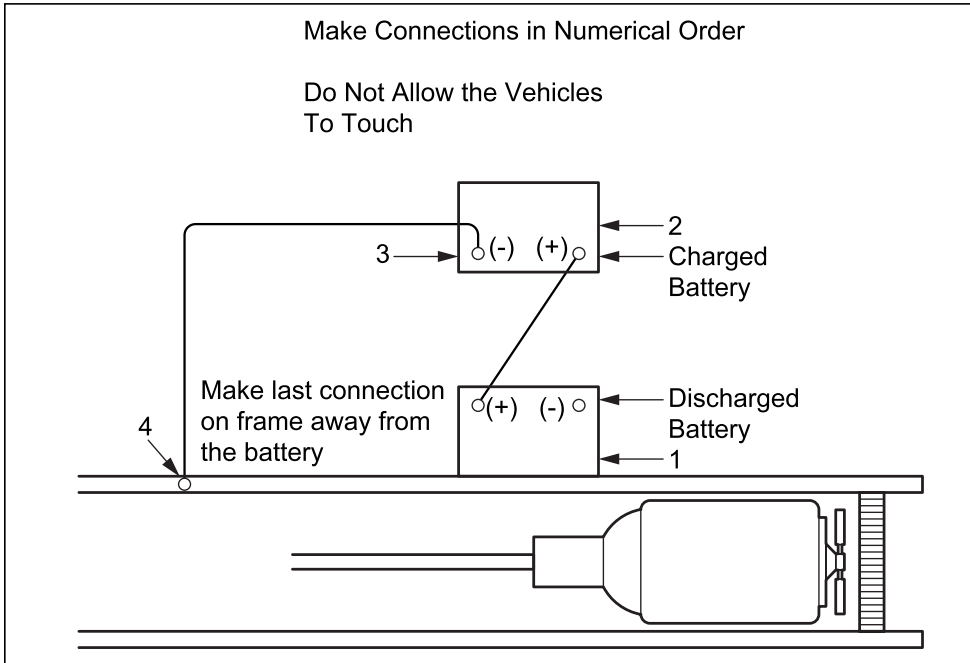 Make Connections in Numerical Order
Do Not Allow the Vehicles
To Touch
2
3
(-) (+)
Charged
Battery
Make last connection
on frame away from
the battery
(+) (-)
Discharged
Battery
4
1